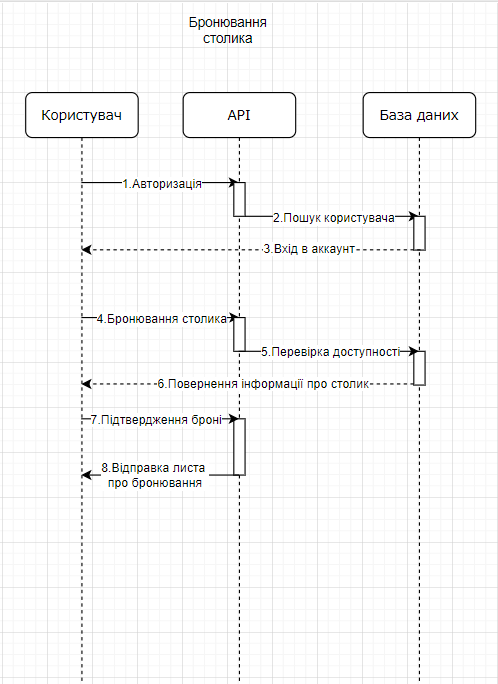 Бронювання
столика
Користувач
API
База даних
1.Авторизація
2.Пошук користувача
3.Вхід в аккаунт
4.Бронювання столика
5.Перевірка доступності
6.Повернення інформації про столик
7.Підтвердження броні
8.Відправка листа
про бронювання